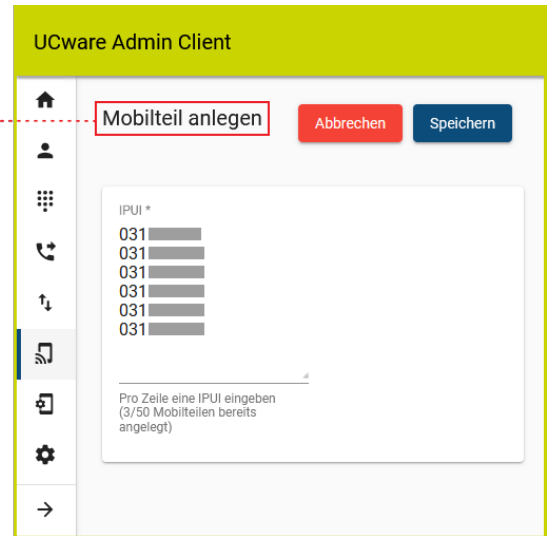 UCware Admin Client
Mobilteil anlegen
Abbrechen
Speichern
IPUI *
031
031
031
031
031
031
Pro Zeile eine IPUI eingeben
(3/50 Mobilteilen bereits
angelegt)